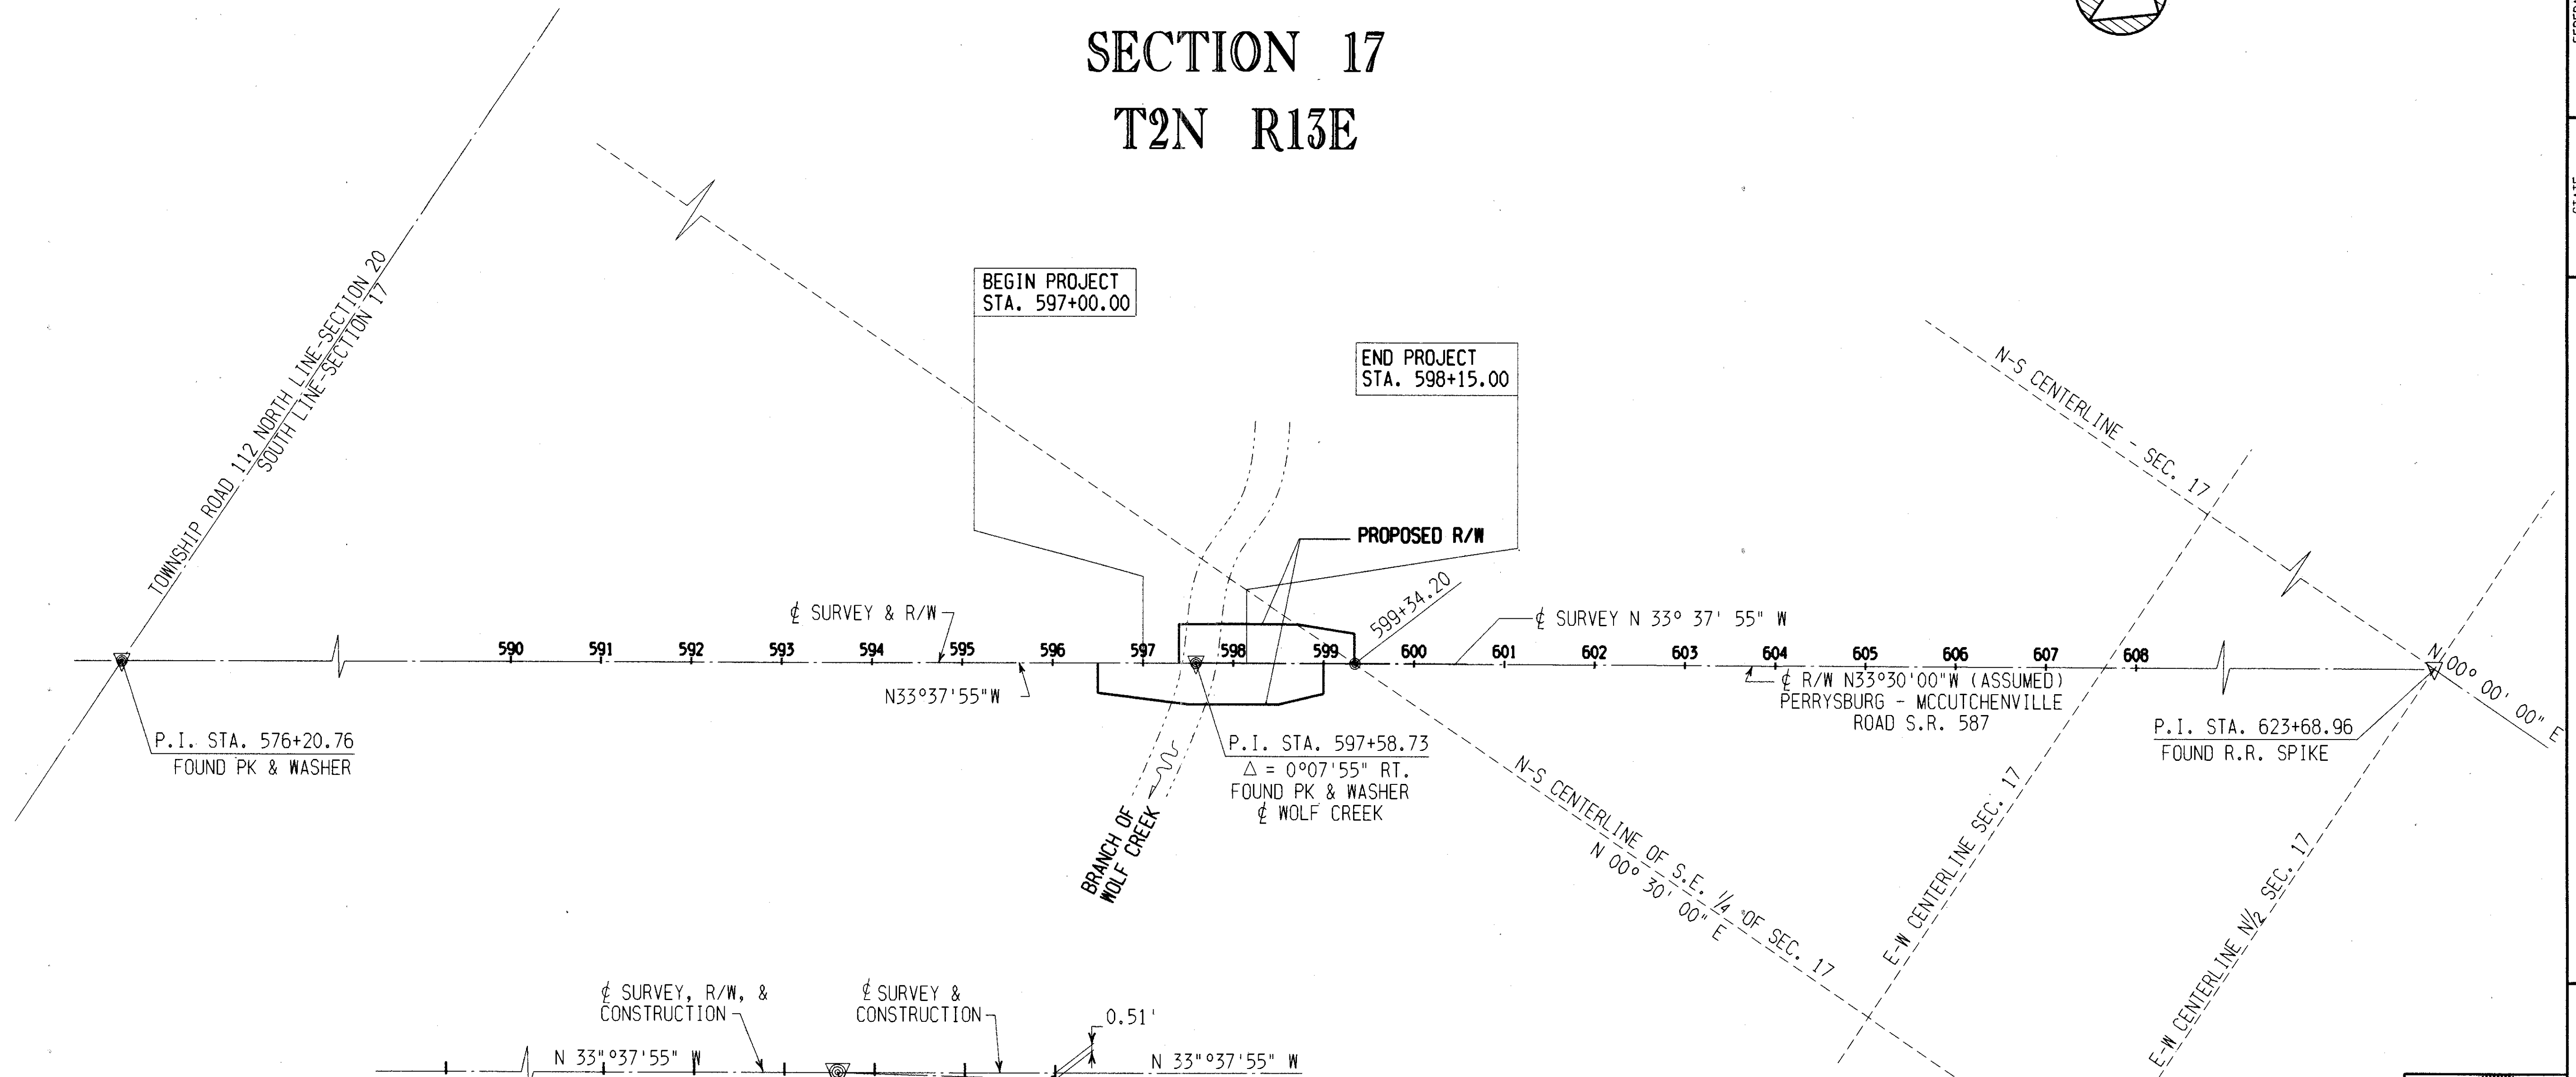 SECTION 17
T2N R13E
TOWNSHIP ROAD 112 NORTH LINE-SECTION 20
SOUTH LINE-SECTION 17
BEGIN PROJECT
STA. 597+00.00
END PROJECT
STA. 598+15.00
PROPOSED R/W
N-S CENTERLINE - SEC. 17
599+34.20
℄ SURVEY & R/W
℄ SURVEY N 33° 37' 55" W
590 591 592 593 594 595 596 597 598 599 600 601 602 603 604 605 606 607 608
N 00° 00' 00" E
N33°37'55"W
℄ R/W N33°30'00"W (ASSUMED)
PERRYSBURG - MCCUTCHENVILLE
ROAD S.R. 587
P.I. STA. 576+20.76
FOUND PK & WASHER
P.I. STA. 597+58.73
△ = 0°07'55" RT.
FOUND PK & WASHER
℄ WOLF CREEK
P.I. STA. 623+68.96
FOUND R.R. SPIKE
BRANCH OF
WOLF CREEK
N-S CENTERLINE OF S.E. 1/4 OF SEC. 17
N 00° 30' 00" E
E-W CENTERLINE SEC. 17
E-W CENTERLINE N1/2 SEC. 17
℄ SURVEY, R/W, &
CONSTRUCTION
℄ SURVEY &
CONSTRUCTION
0.51'
N 33"°37'55" W
N 33"°37'55" W